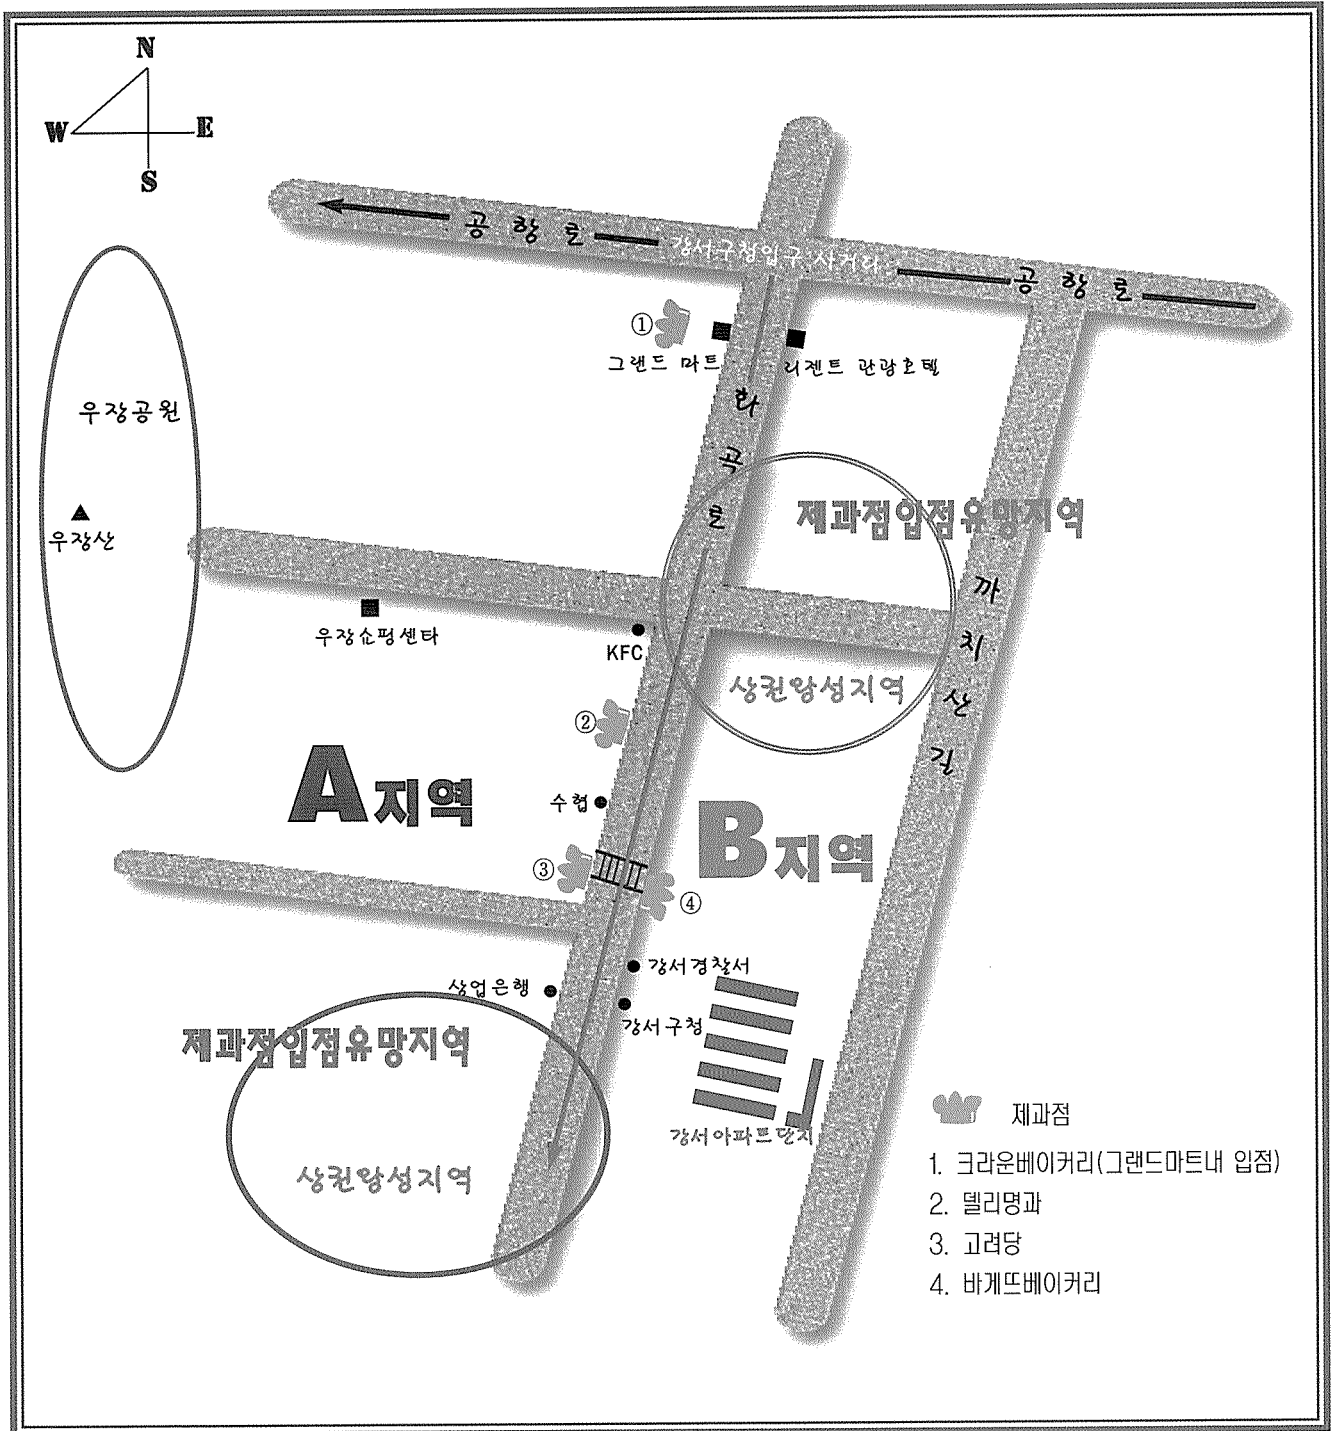 N
W E
S
공 항 로
강서구청입구 사거리
공 항 로
①
그랜드 마트
리젠트 관광호텔
화곡로
우장공원
우장산
제과점입점유망지역
까치산길
우장쇼핑센타
KFC
상권왕성지역
②
A지역
수협
B지역
③
④
강서경찰서
상업은행
강서구청
제과점입점유망지역
강서아파트단지
상권왕성지역
제과점
1. 크라운베이커리(그랜드마트내 입점)
2. 델리명과
3. 고려당
4. 바게뜨베이커리